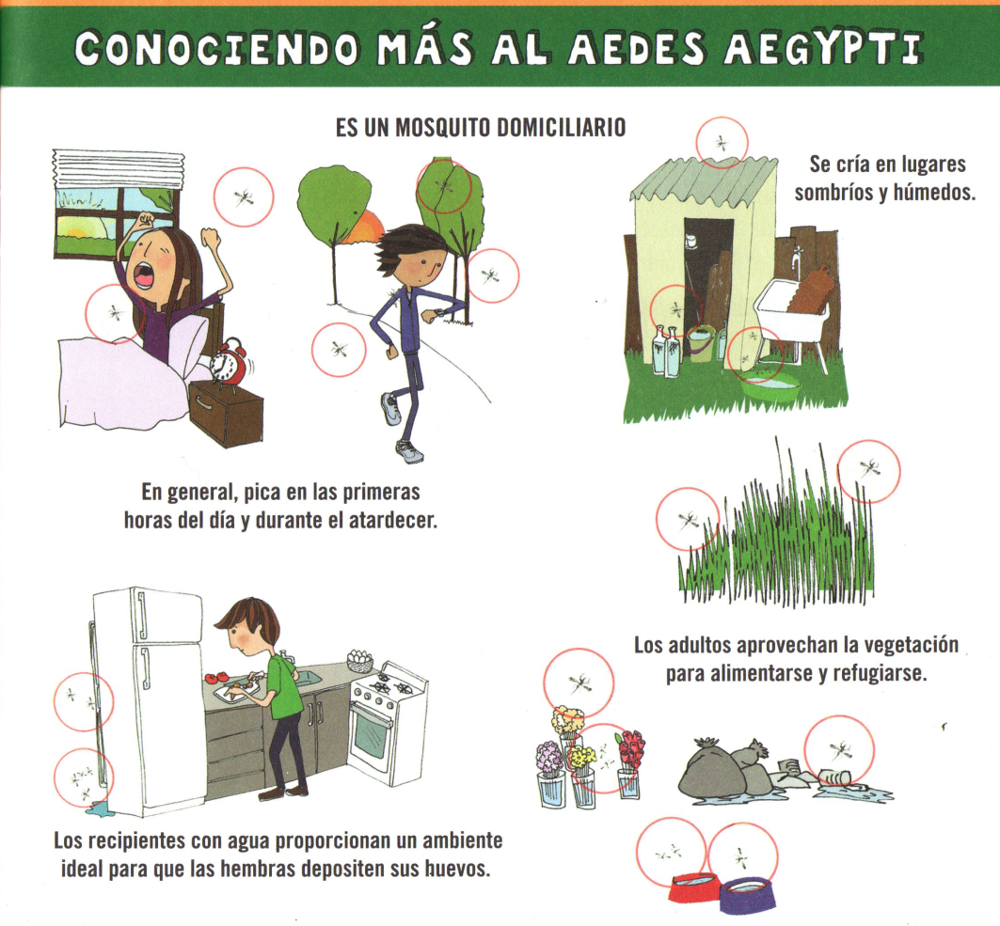 CONOCIENDO MÁS AL AEDES AEGYPTI
ES UN MOSQUITO DOMICILIARIO
Se cría en lugares
sombríos y húmedos.
En general, pica en las primeras
horas del día y durante el atardecer.
Los adultos aprovechan la vegetación
para alimentarse y refugiarse.
Los recipientes con agua proporcionan un ambiente
ideal para que las hembras depositen sus huevos.